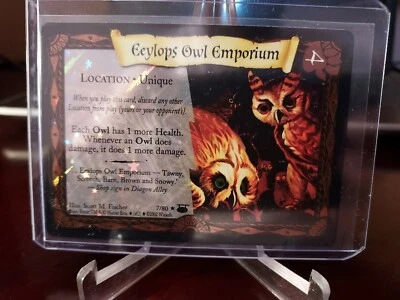 Eeylops Owl Emporium
4
LOCATION • Unique
When you play this card, discard any other
Location from play (yours or your opponent's).
Each Owl has 1 more Health.
Whenever an Owl does
damage, it does 1 more damage.
Eeylops Owl Emporium — Tawny,
Screech, Barn, Brown and Snowy.'
— Shop sign in Diagon Alley
Illus. Scott M. Fischer
7/80
©2002 Wizards